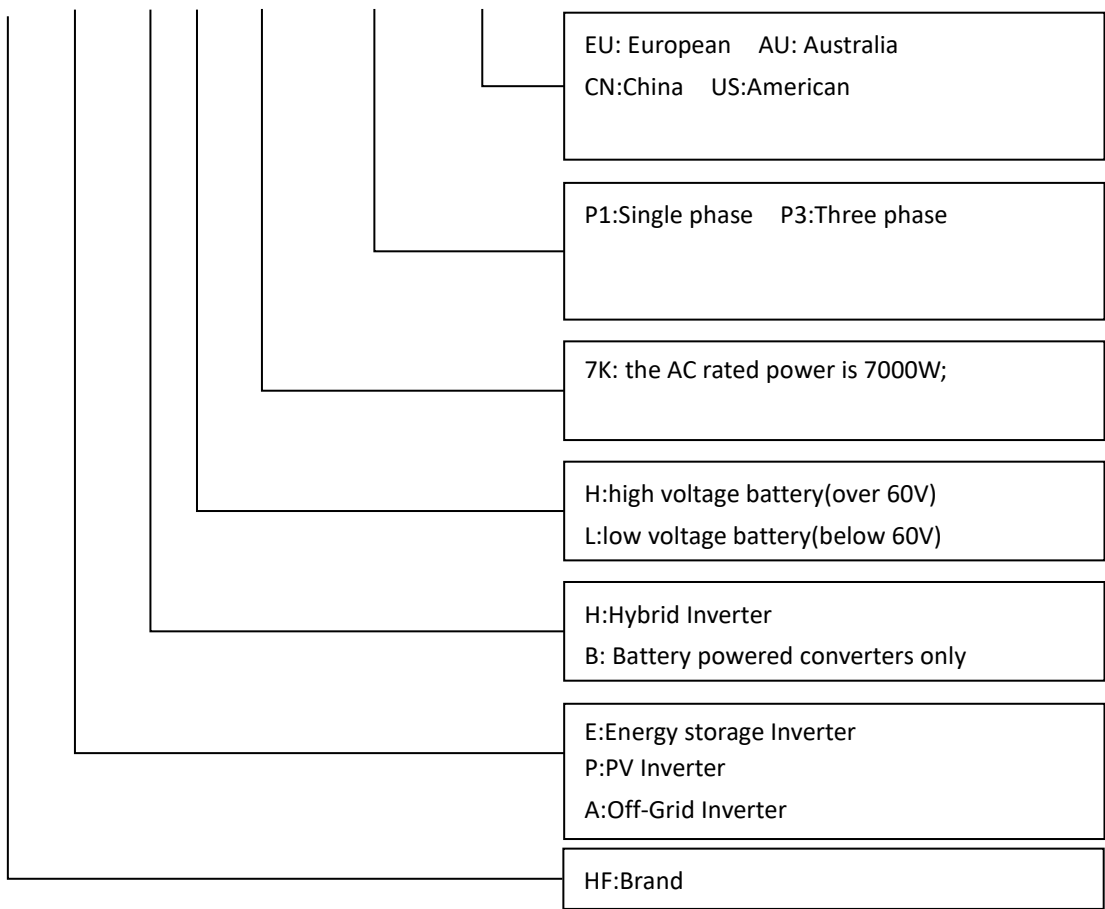 EU: European AU: Australia
CN:China US:American
P1:Single phase P3:Three phase
7K: the AC rated power is 7000W;
H:high voltage battery(over 60V)
L:low voltage battery(below 60V)
H:Hybrid Inverter
B: Battery powered converters only
E:Energy storage Inverter
P:PV Inverter
A:Off-Grid Inverter
HF:Brand